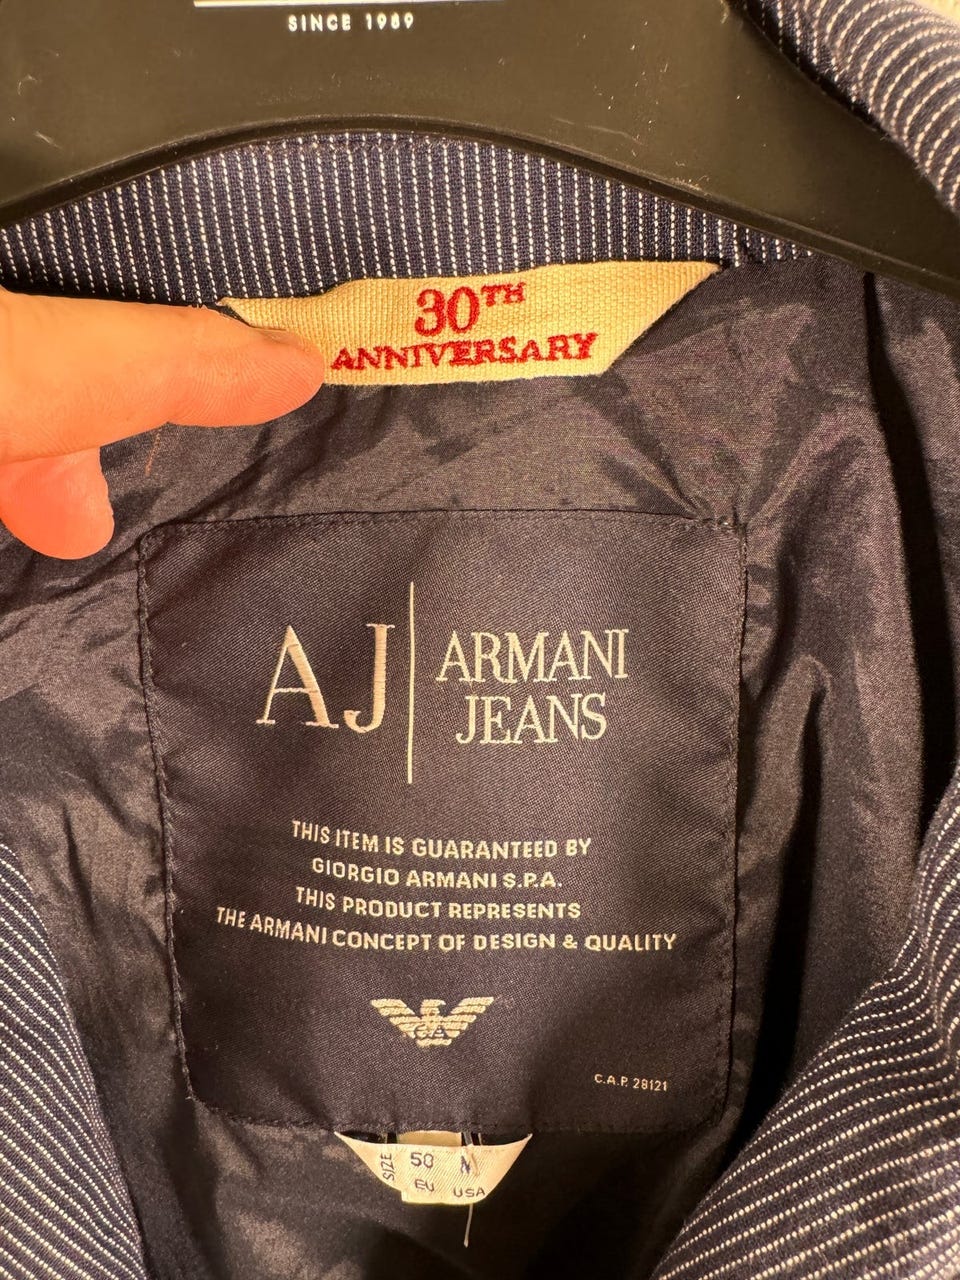 SINCE 1989
30TH
ANNIVERSARY
AJ
ARMANI
JEANS
THIS ITEM IS GUARANTEED BY
GIORGIO ARMANI S.P.A.
THIS PRODUCT REPRESENTS
THE ARMANI CONCEPT OF DESIGN & QUALITY
GA
C.A.P. 28121
SIZE
50 M
EU USA